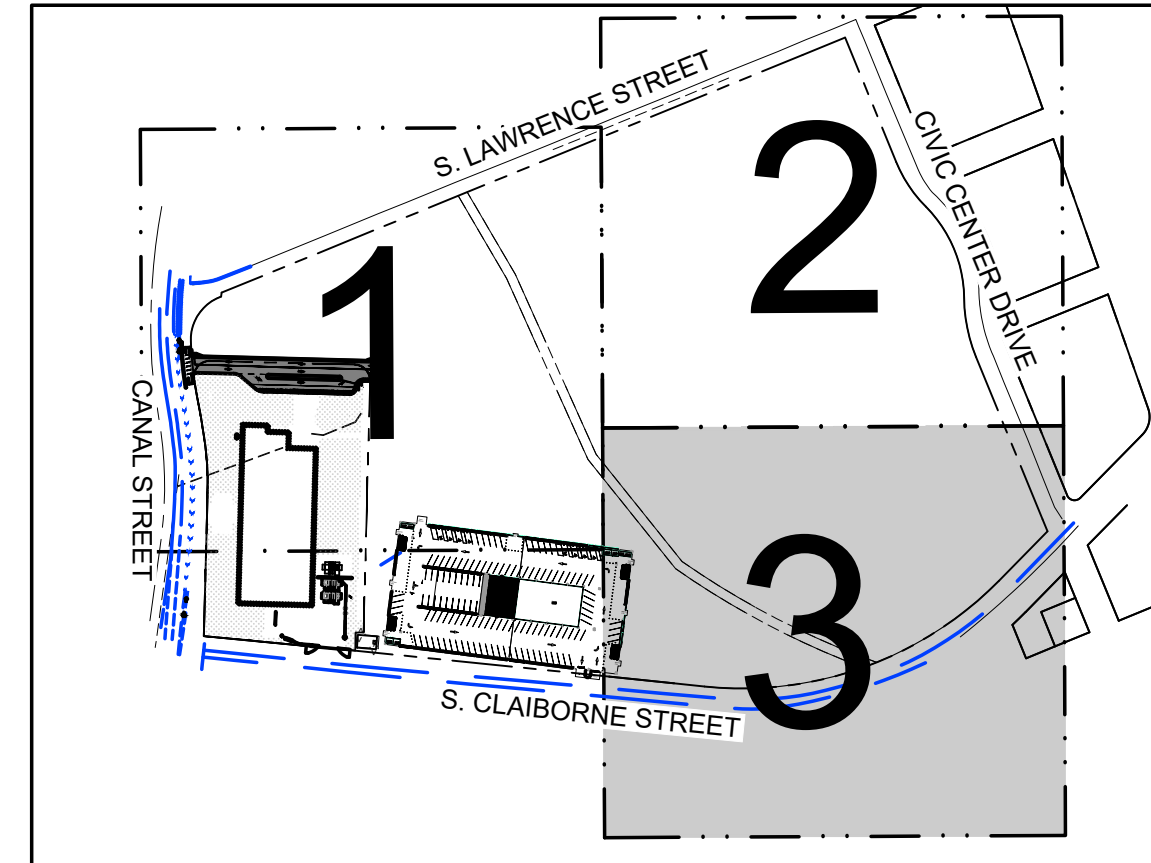 S. LAWRENCE STREET
2
CIVIC CENTER DRIVE
1
CANAL STREET
3
S. CLAIBORNE STREET